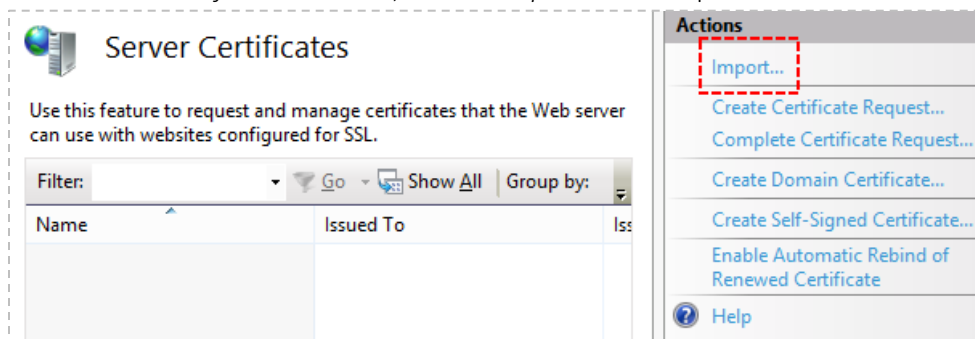 Server Certificates
Use this feature to request and manage certificates that the Web server
can use with websites configured for SSL.
Filter: Go Show All Group by:
Name Issued To Iss
Actions
Import...
Create Certificate Request...
Complete Certificate Request...
Create Domain Certificate...
Create Self-Signed Certificate...
Enable Automatic Rebind of
Renewed Certificate
Help